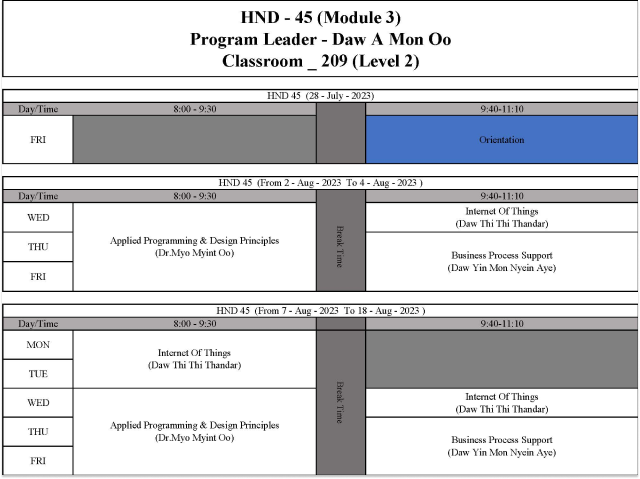 HND - 45 (Module 3)
Program Leader - Daw A Mon Oo
Classroom _ 209 (Level 2)
HND 45 (28 - July - 2023)
Day/Time 8:00 - 9:30 9:40-11:10
FRI Orientation
HND 45 (From 2 - Aug - 2023 To 4 - Aug - 2023 )
Day/Time 8:00 - 9:30 9:40-11:10
WED
THU
FRI
Applied Programming & Design Principles
(Dr.Myo Myint Oo)
Break Time
Internet Of Things
(Daw Thi Thi Thandar)
Business Process Support
(Daw Yin Mon Nyein Aye)
HND 45 (From 7 - Aug - 2023 To 18 - Aug - 2023 )
Day/Time 8:00 - 9:30 9:40-11:10
MON
TUE
WED
THU
FRI
Internet Of Things
(Daw Thi Thi Thandar)
Applied Programming & Design Principles
(Dr.Myo Myint Oo)
Break Time
Internet Of Things
(Daw Thi Thi Thandar)
Business Process Support
(Daw Yin Mon Nyein Aye)